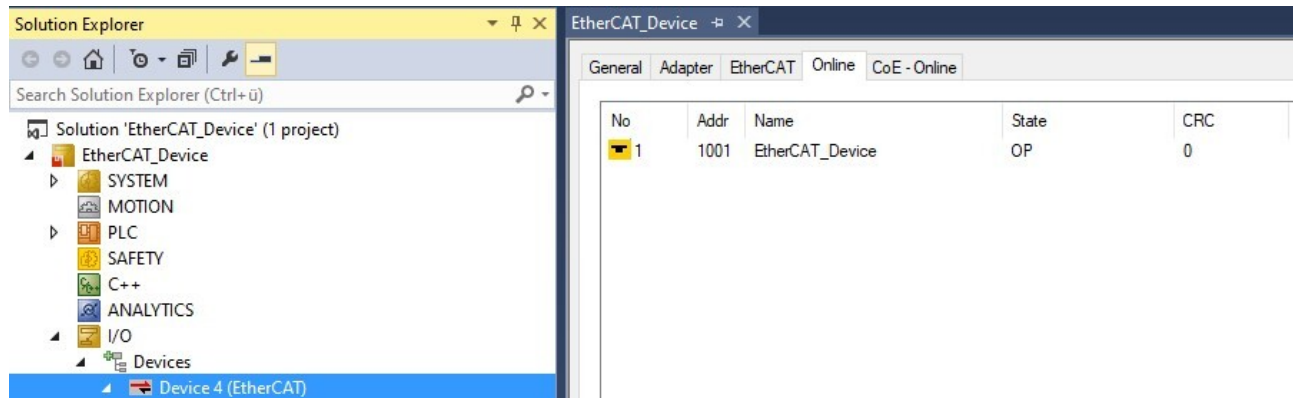 Solution Explorer
Search Solution Explorer (Ctrl+ü)
Solution 'EtherCAT_Device' (1 project)
EtherCAT_Device
SYSTEM
MOTION
PLC
SAFETY
C++
ANALYTICS
I/O
Devices
Device 4 (EtherCAT)
EtherCAT_Device
General Adapter EtherCAT Online CoE - Online
No Addr Name State CRC
1 1001 EtherCAT_Device OP 0